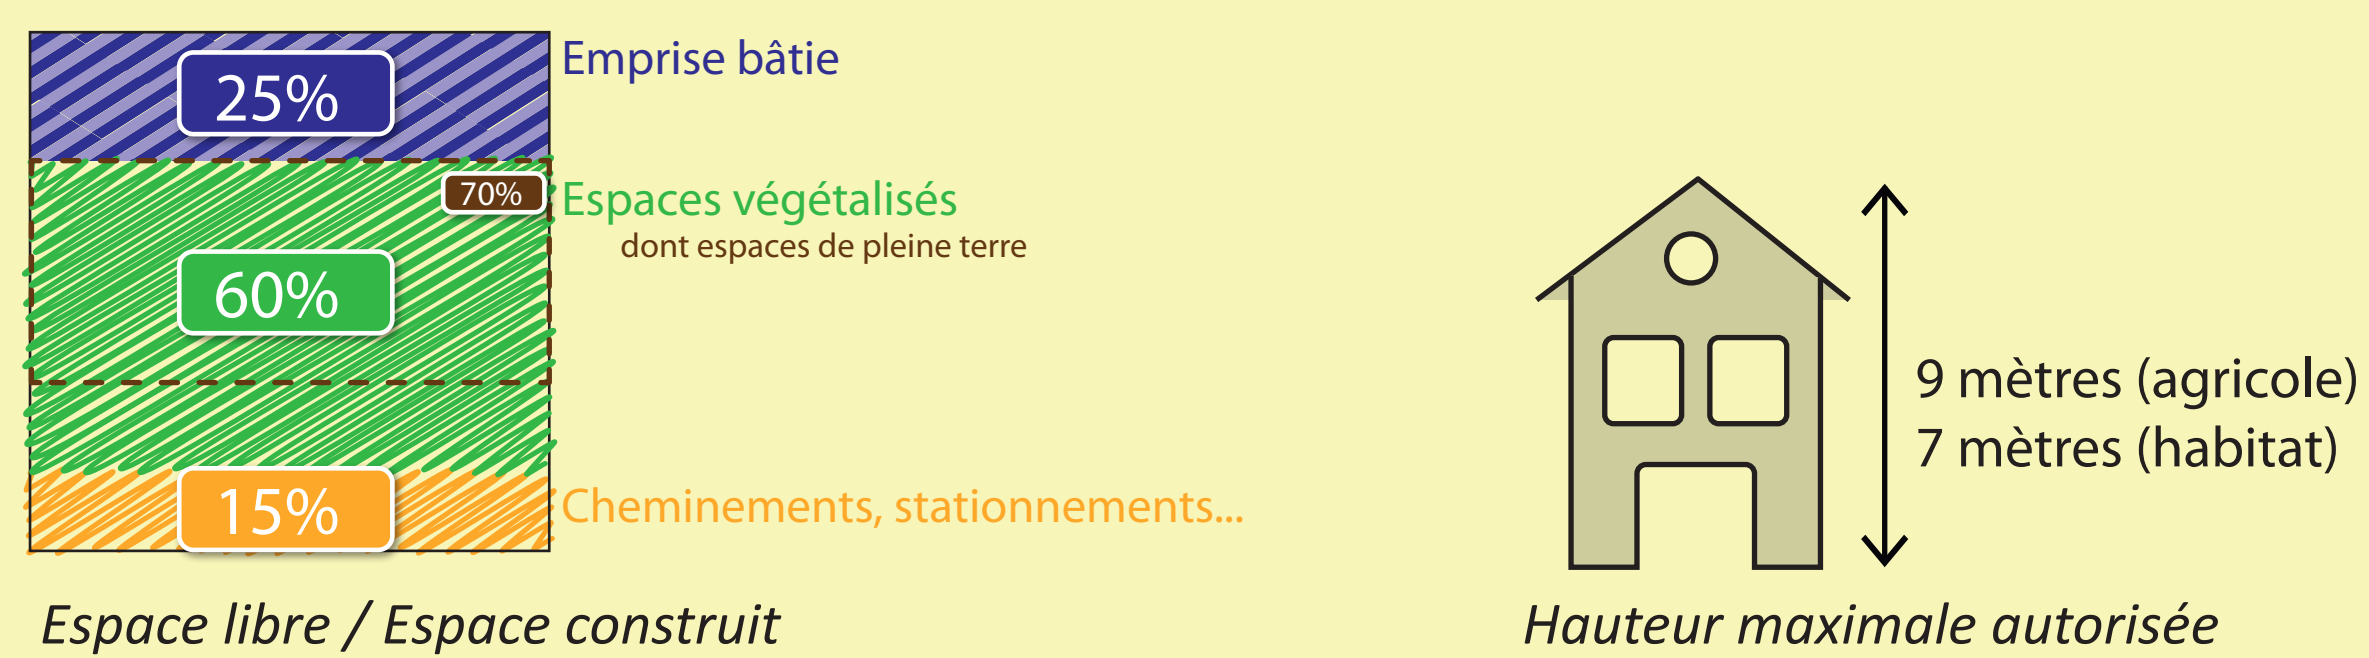 25%
Emprise bâtie
70%
Espaces végétalisés
dont espaces de pleine terre
60%
15%
Cheminements, stationnements...
Espace libre / Espace construit
9 mètres (agricole)
7 mètres (habitat)
Hauteur maximale autorisée